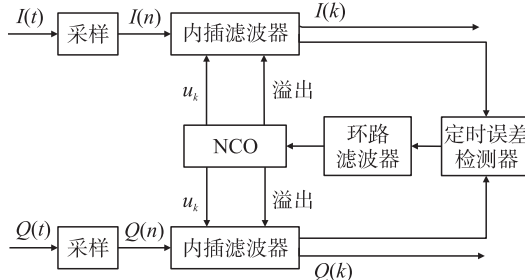 I(t) 采样 I(n) 内插滤波器 I(k)
u_k 溢出
NCO 环路
滤波器 定时误差
检测器
u_k 溢出
Q(t) 采样 Q(n) 内插滤波器 Q(k)